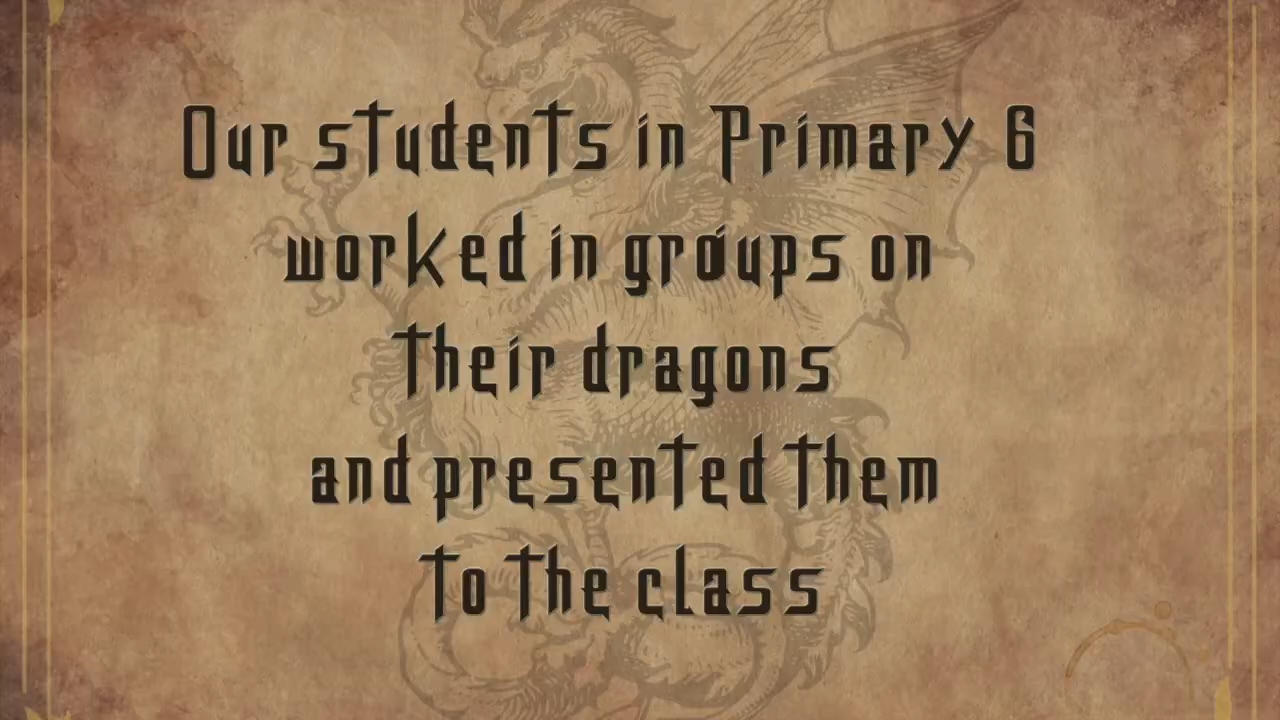 Our students in Primary 6
worked in groups on
their dragons
and presented them
to the class